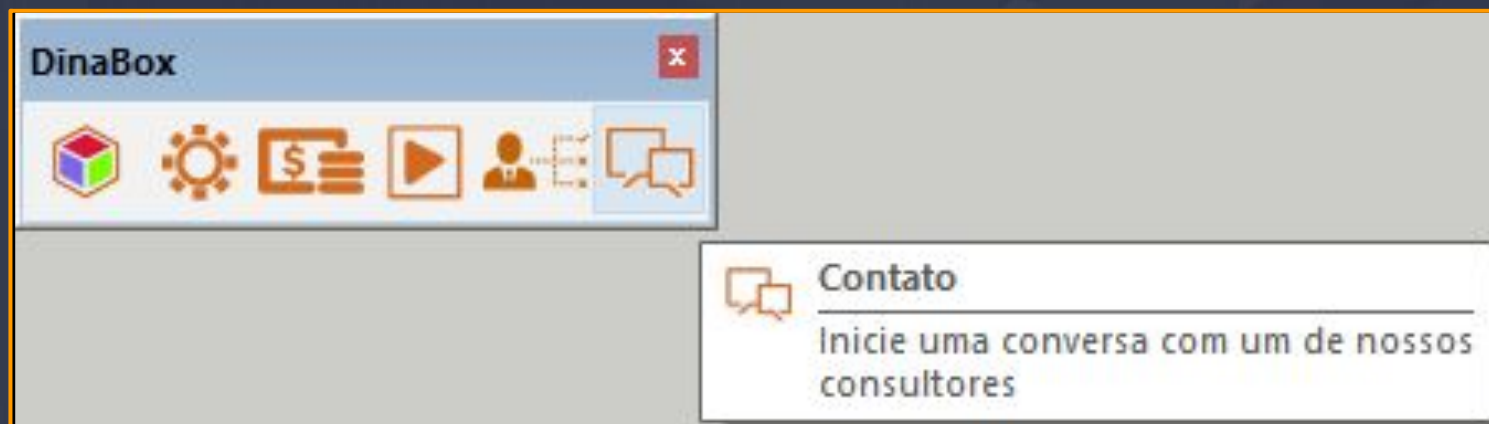 DinaBox
x
$
Contato
Inicie uma conversa com um de nossos
consultores